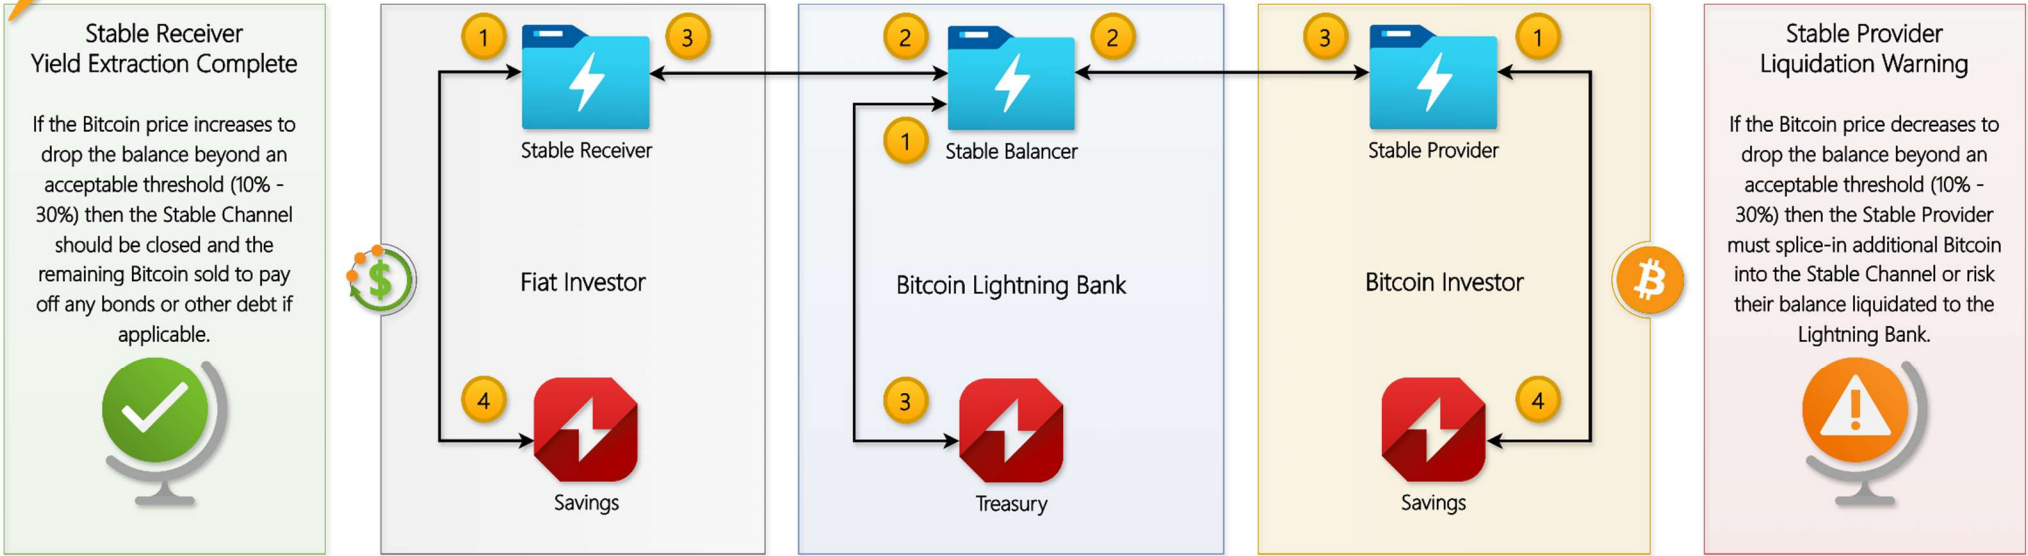 Stable Receiver
Yield Extraction Complete
If the Bitcoin price increases to
drop the balance beyond an
acceptable threshold (10% -
30%) then the Stable Channel
should be closed and the
remaining Bitcoin sold to pay
off any bonds or other debt if
applicable.
1
3
Stable Receiver
$
Fiat Investor
4
Savings
2
2
1
Stable Balancer
Bitcoin Lightning Bank
3
Treasury
3
1
Stable Provider
Bitcoin Investor
₿
4
Savings
Stable Provider
Liquidation Warning
If the Bitcoin price decreases to
drop the balance beyond an
acceptable threshold (10% -
30%) then the Stable Provider
must splice-in additional Bitcoin
into the Stable Channel or risk
their balance liquidated to the
Lightning Bank.
!